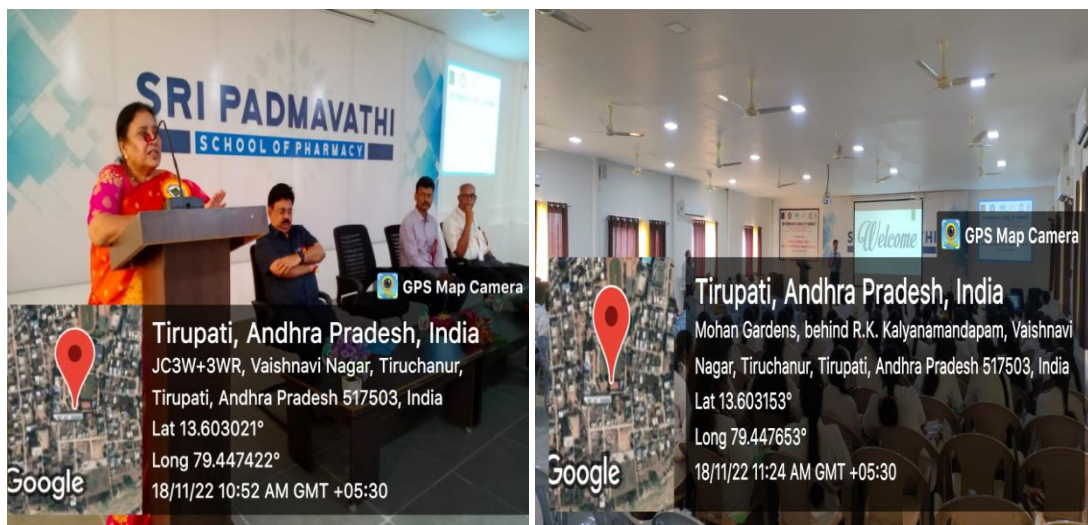 SRI PADMAVATHI
SCHOOL OF PHARMACY
GPS Map Camera
Tirupati, Andhra Pradesh, India
JC3W+3WR, Vaishnavi Nagar, Tiruchanur,
Tirupati, Andhra Pradesh 517503, India
Lat 13.603021°
Long 79.447422°
18/11/22 10:52 AM GMT +05:30
Google
S Welcome THI
GPS Map Camera
Tirupati, Andhra Pradesh, India
Mohan Gardens, behind R.K. Kalyanamandapam, Vaishnavi
Nagar, Tiruchanur, Tirupati, Andhra Pradesh 517503, India
Lat 13.603153°
Long 79.447653°
18/11/22 11:24 AM GMT +05:30
Google